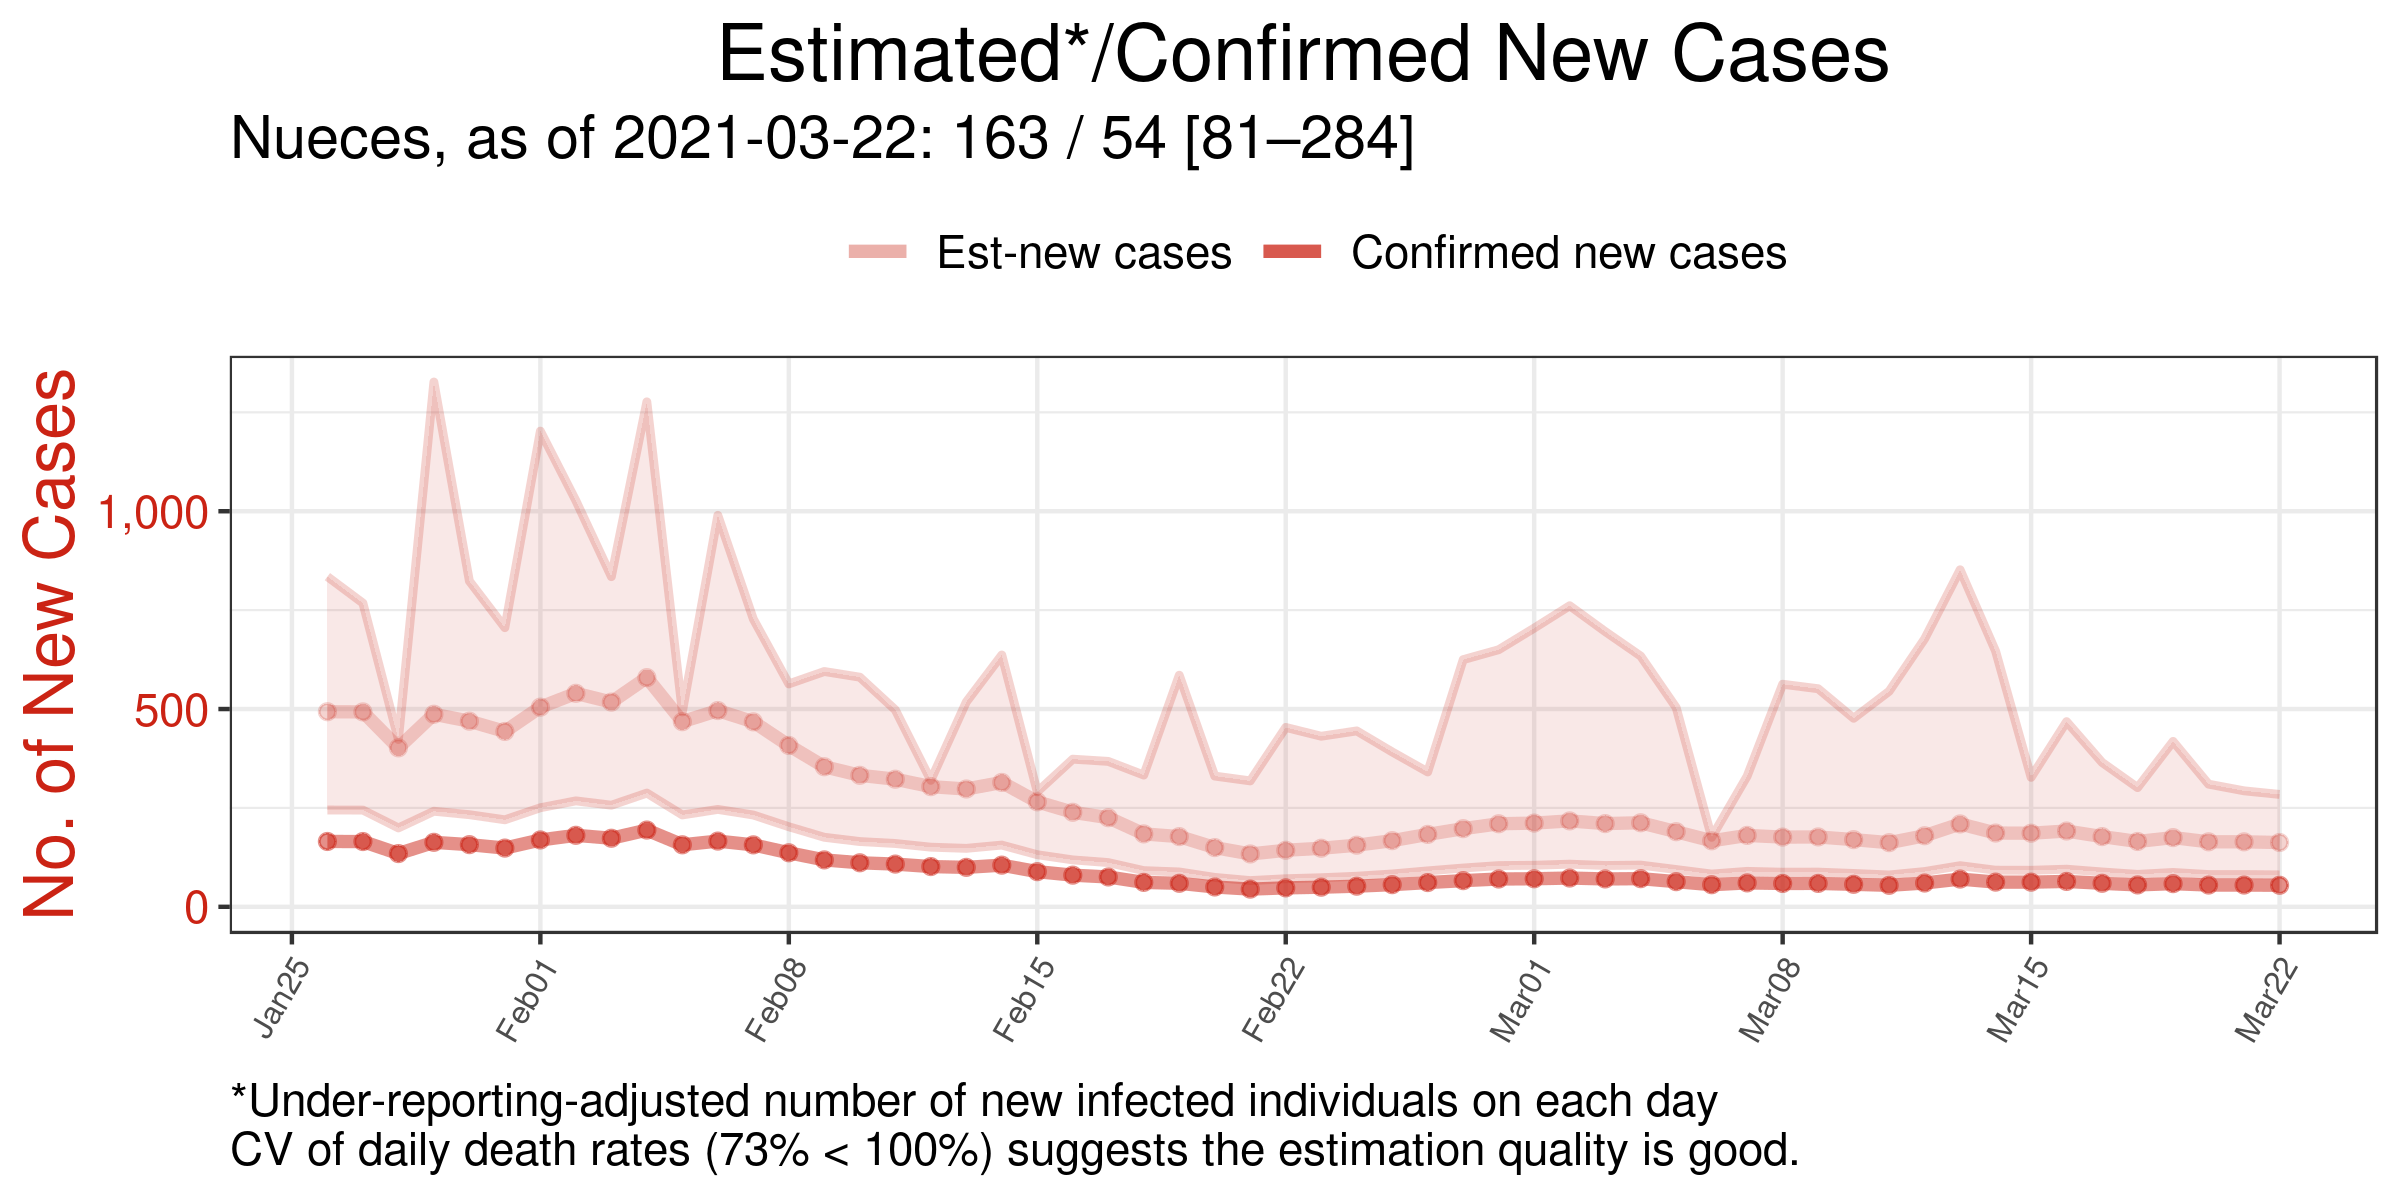 Estimated*/Confirmed New Cases
Nueces, as of 2021-03-22: 163 / 54 [81–284]
Est-new cases
Confirmed new cases
No. of New Cases
1,000
500
0
Jan25
Feb01
Feb08
Feb15
Feb22
Mar01
Mar08
Mar15
Mar22
*Under-reporting-adjusted number of new infected individuals on each day
CV of daily death rates (73% < 100%) suggests the estimation quality is good.